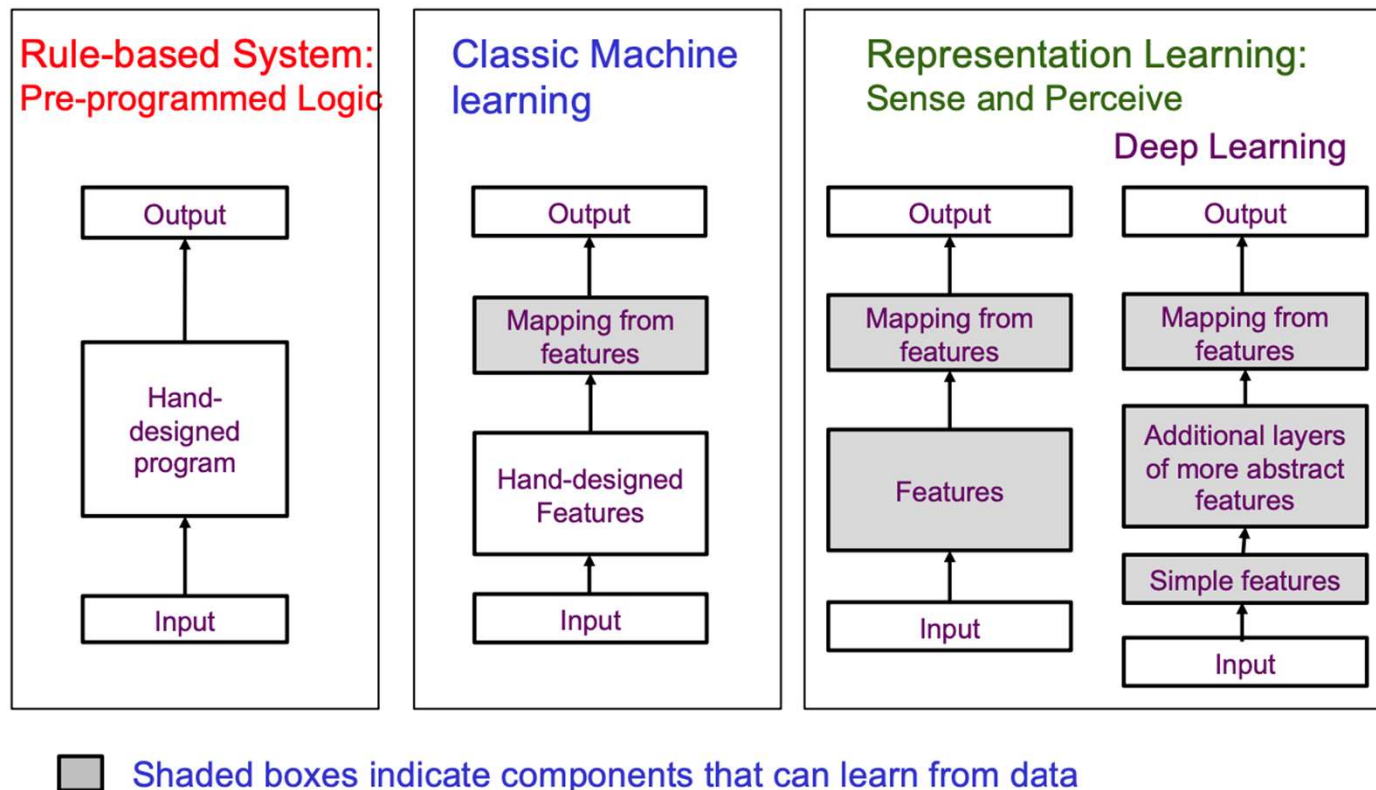 Rule-based System:
Pre-programmed Logic
Output
Hand-
designed
program
Input
Classic Machine
learning
Output
Mapping from
features
Hand-designed
Features
Input
Representation Learning:
Sense and Perceive
Output
Mapping from
features
Features
Input
Deep Learning
Output
Mapping from
features
Additional layers
of more abstract
features
Simple features
Input
Shaded boxes indicate components that can learn from data